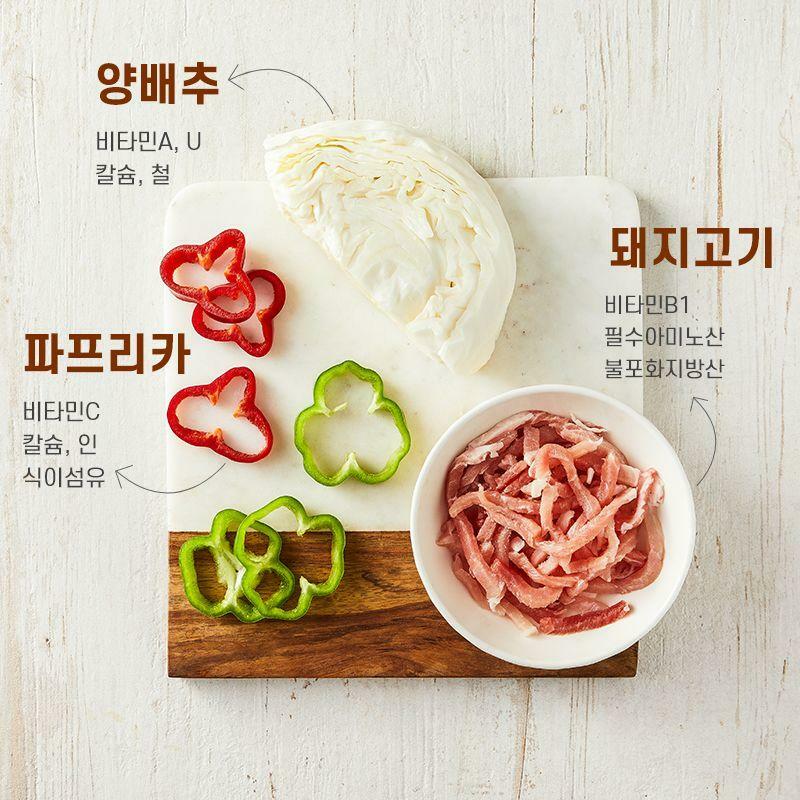 양배추
비타민A, U
칼슘, 철
돼지고기
비타민B1
필수아미노산
불포화지방산
파프리카
비타민C
칼슘, 인
식이섬유